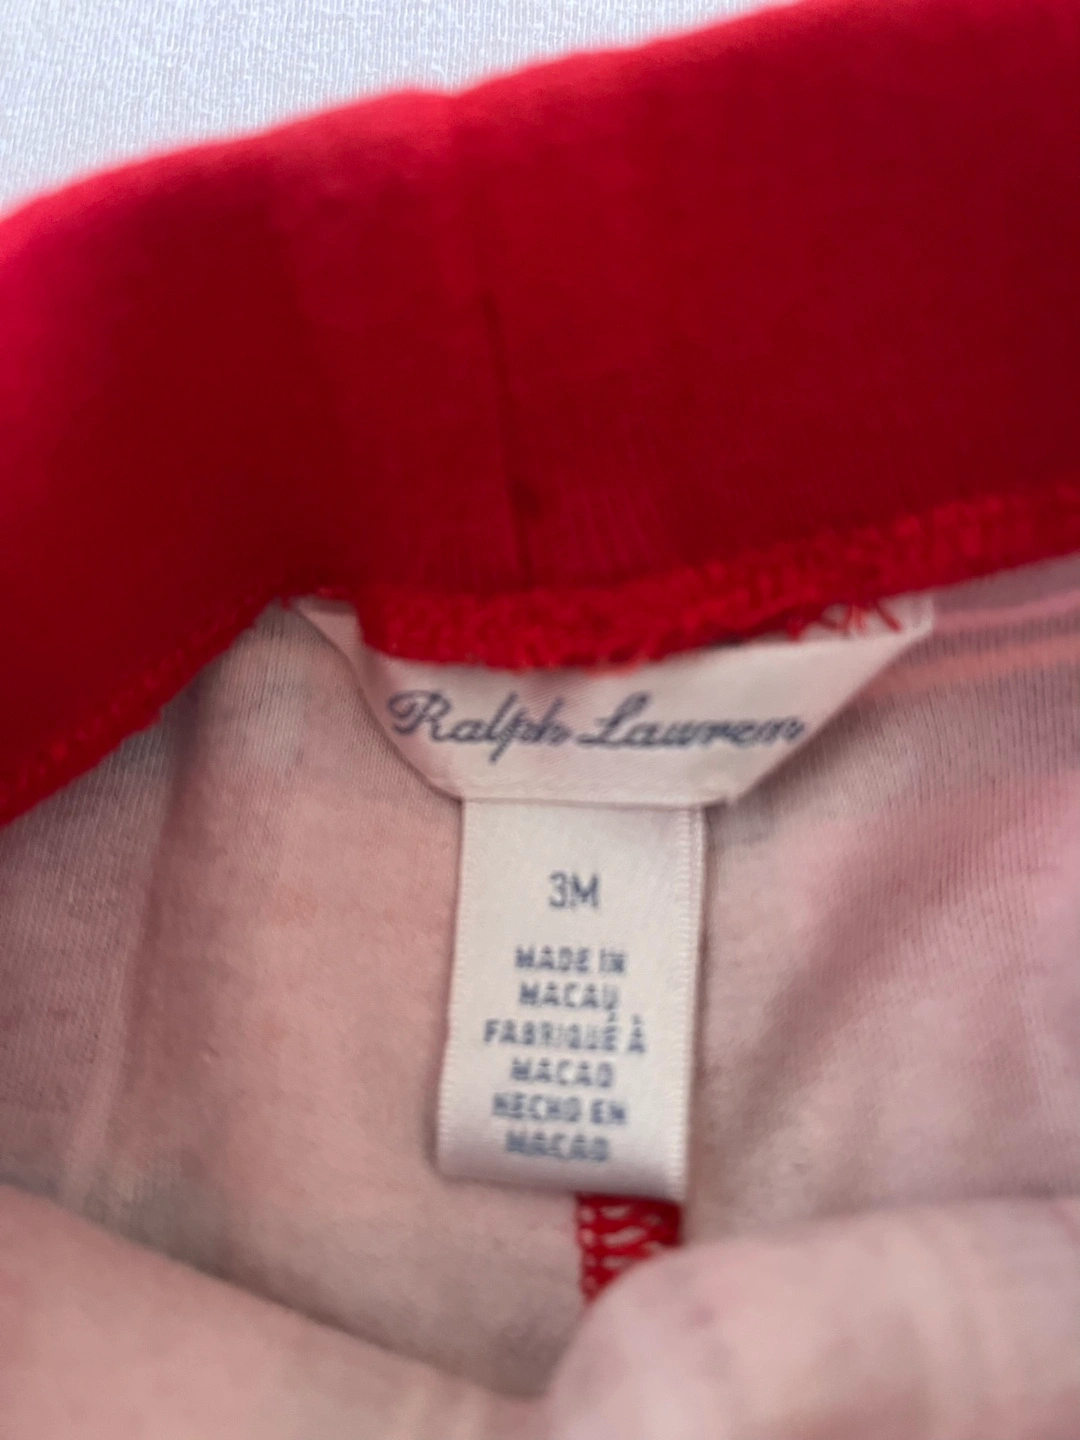 Ralph Lauren
3M
MADE IN
MACAU
FABRIQUÉ À
MACAO
HECHO EN
MACAO